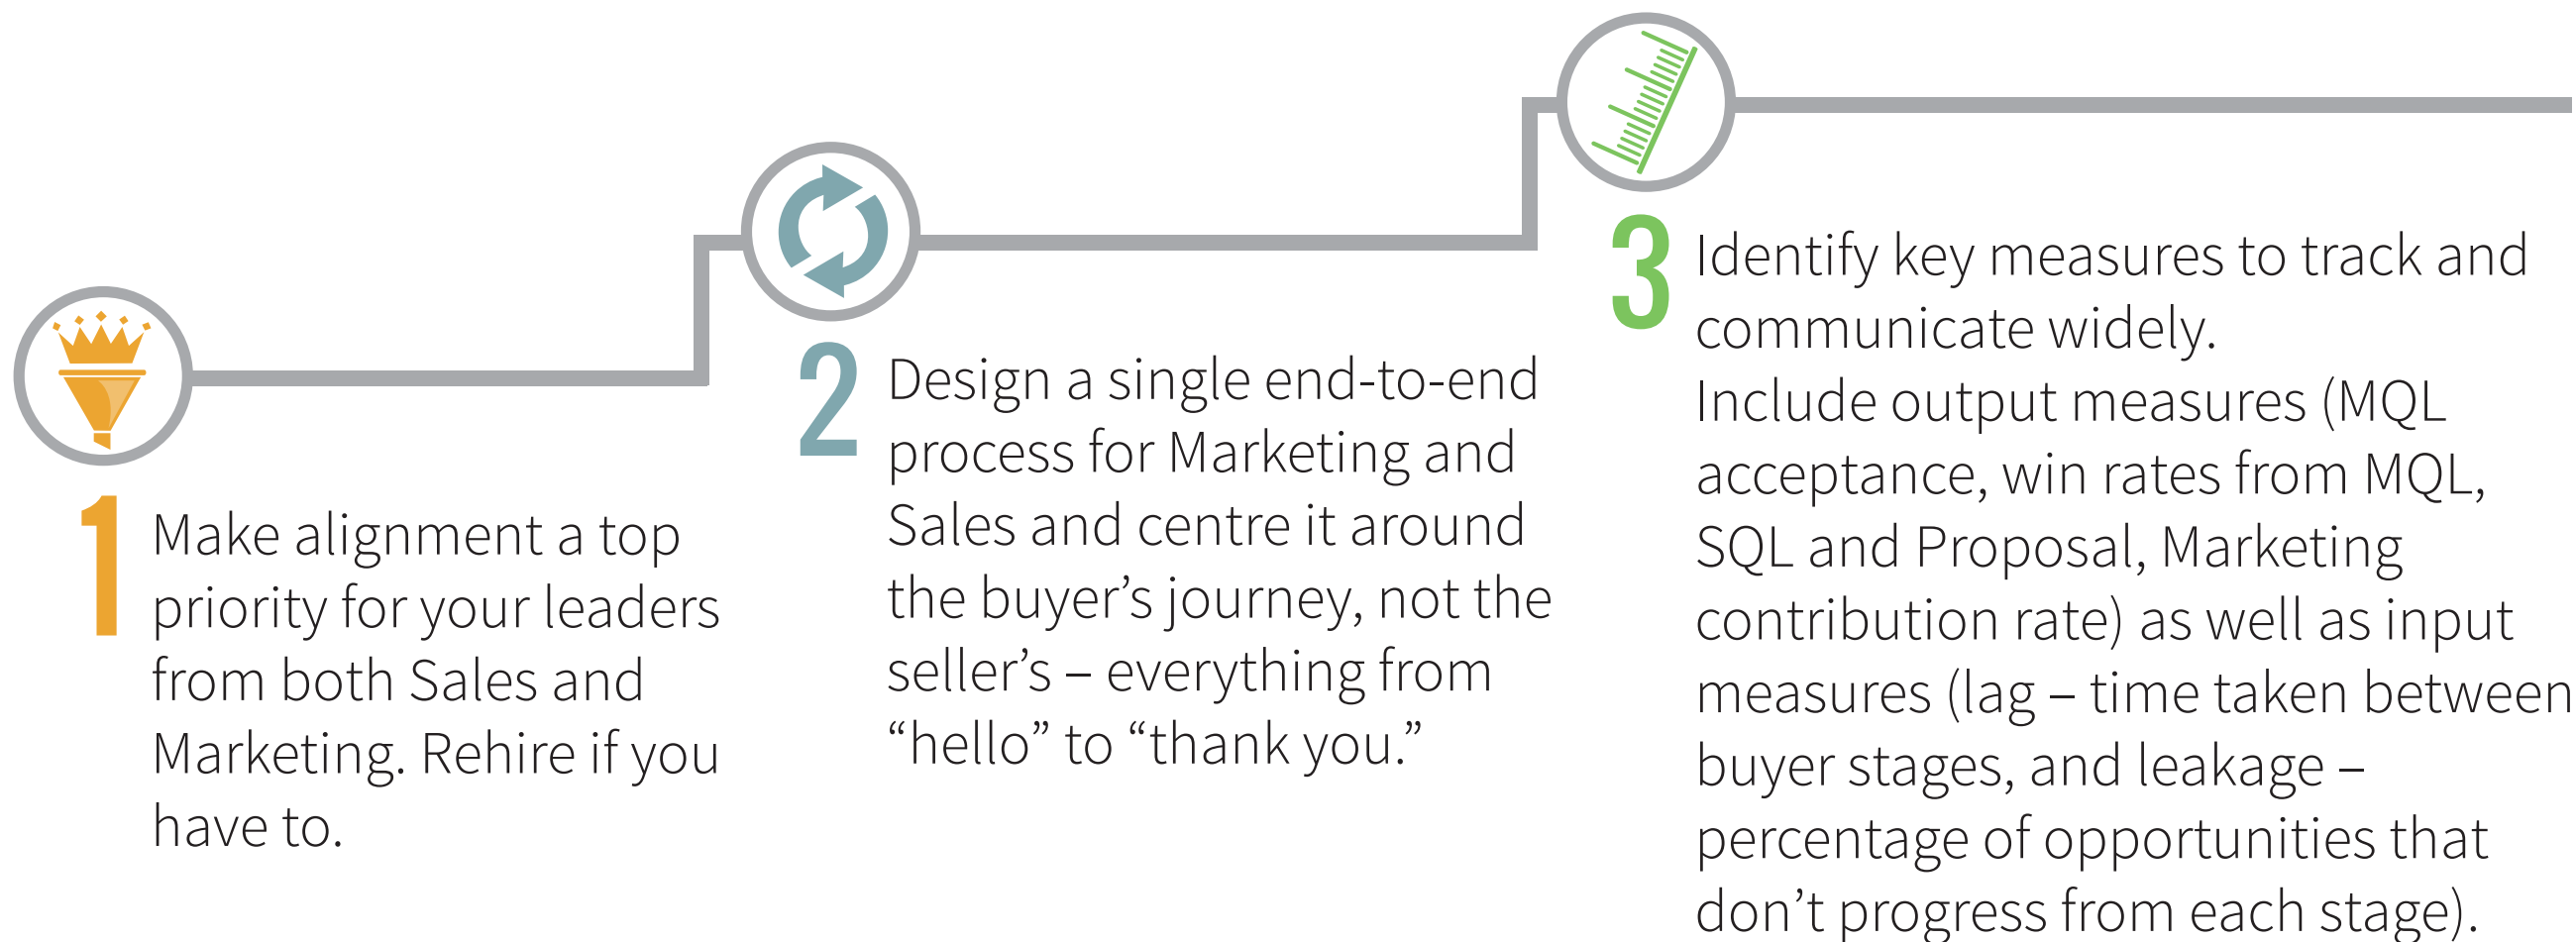 1
Make alignment a top
priority for your leaders
from both Sales and
Marketing. Rehire if you
have to.
2
Design a single end-to-end
process for Marketing and
Sales and centre it around
the buyer’s journey, not the
seller’s – everything from
“hello” to “thank you.”
3
Identify key measures to track and
communicate widely.
Include output measures (MQL
acceptance, win rates from MQL,
SQL and Proposal, Marketing
contribution rate) as well as input
measures (lag – time taken between
buyer stages, and leakage –
percentage of opportunities that
don’t progress from each stage).